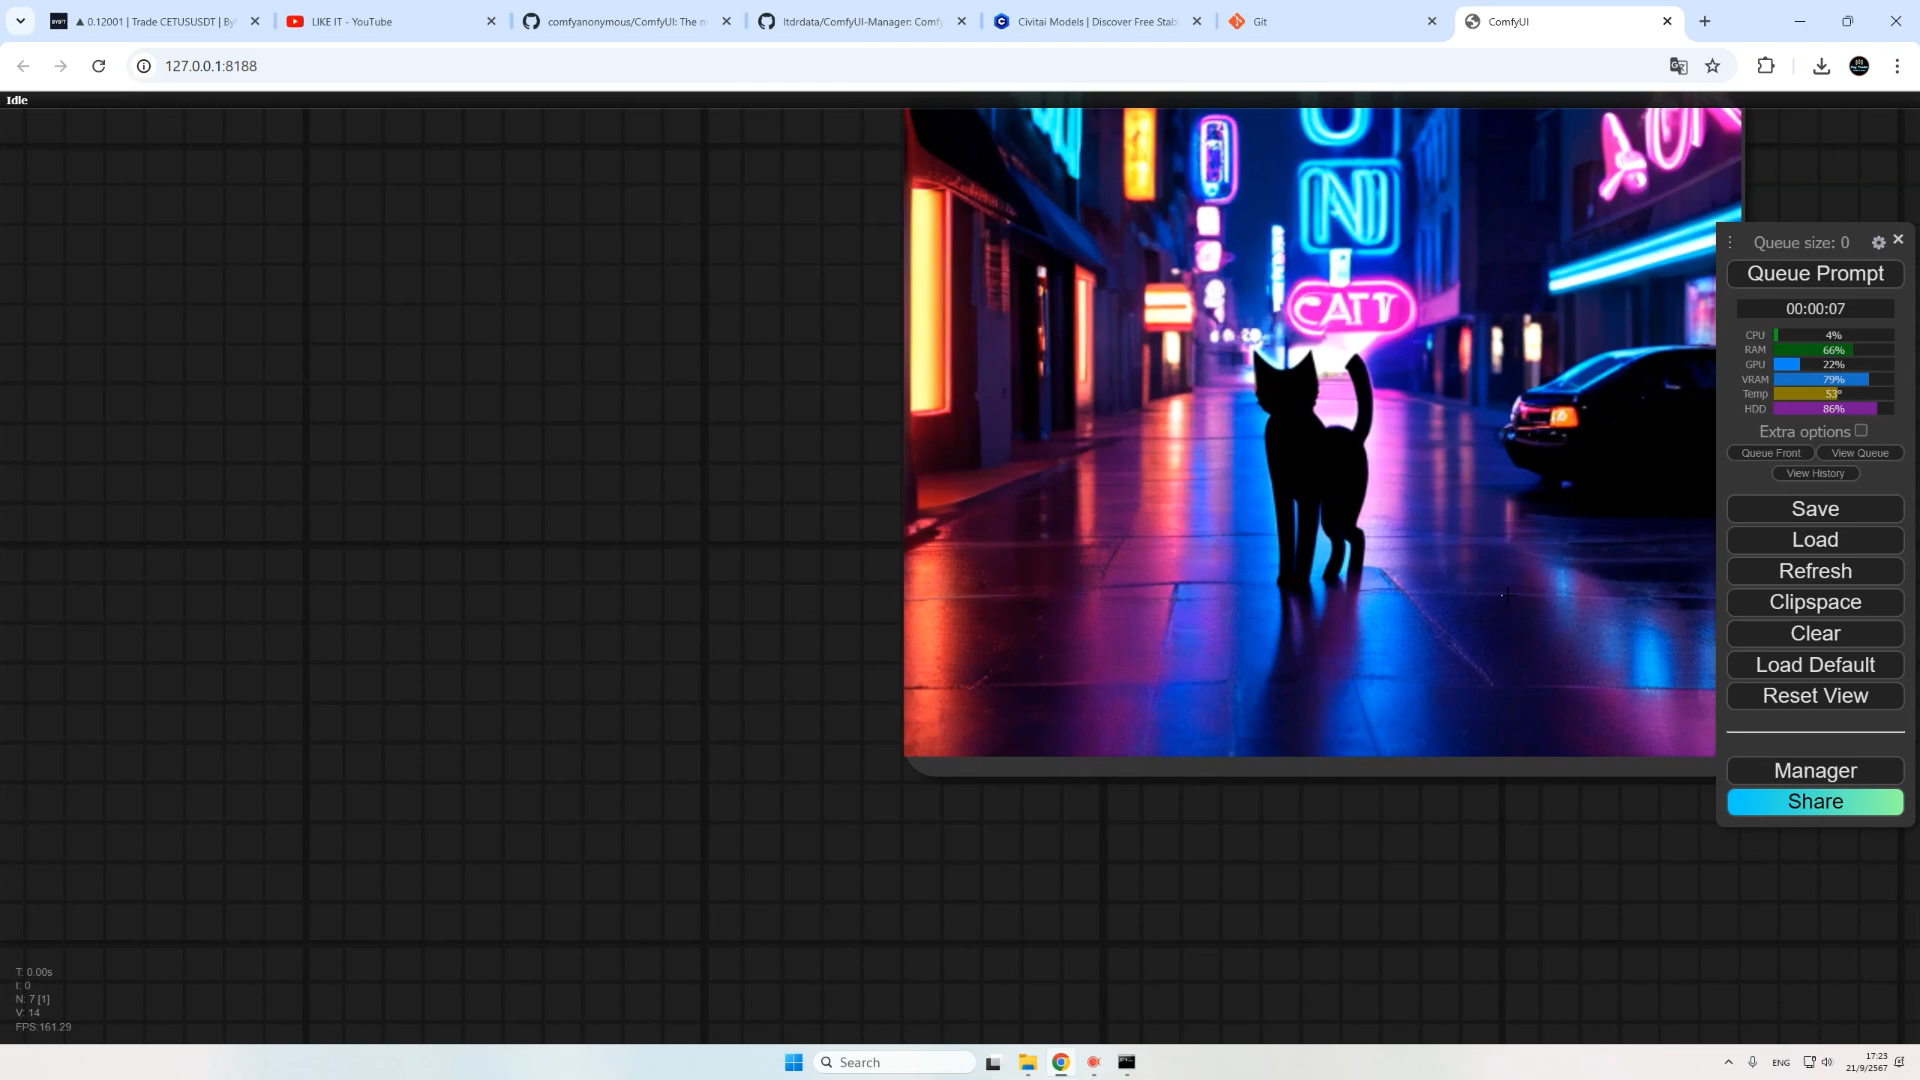 ▲ 0.12001 | Trade CETUSUSDT | By
LIKE IT - YouTube
comfyanonymous/ComfyUI: The m
ltdrdata/ComfyUI-Manager: Comfy
Civitai Models | Discover Free Stab
Git
ComfyUI
127.0.0.1:8188
Idle
N
CATT
Queue size: 0
Queue Prompt
00:00:07
CPU 4%
RAM 66%
GPU 22%
VRAM 79%
Temp 53°
HDD 86%
Extra options
Queue Front
View Queue
View History
Save
Load
Refresh
Clipspace
Clear
Load Default
Reset View
Manager
Share
T: 0.00s
I: 0
N: 7 [1]
V: 14
FPS:161.29
Search
ENG
17:23
21/9/2567